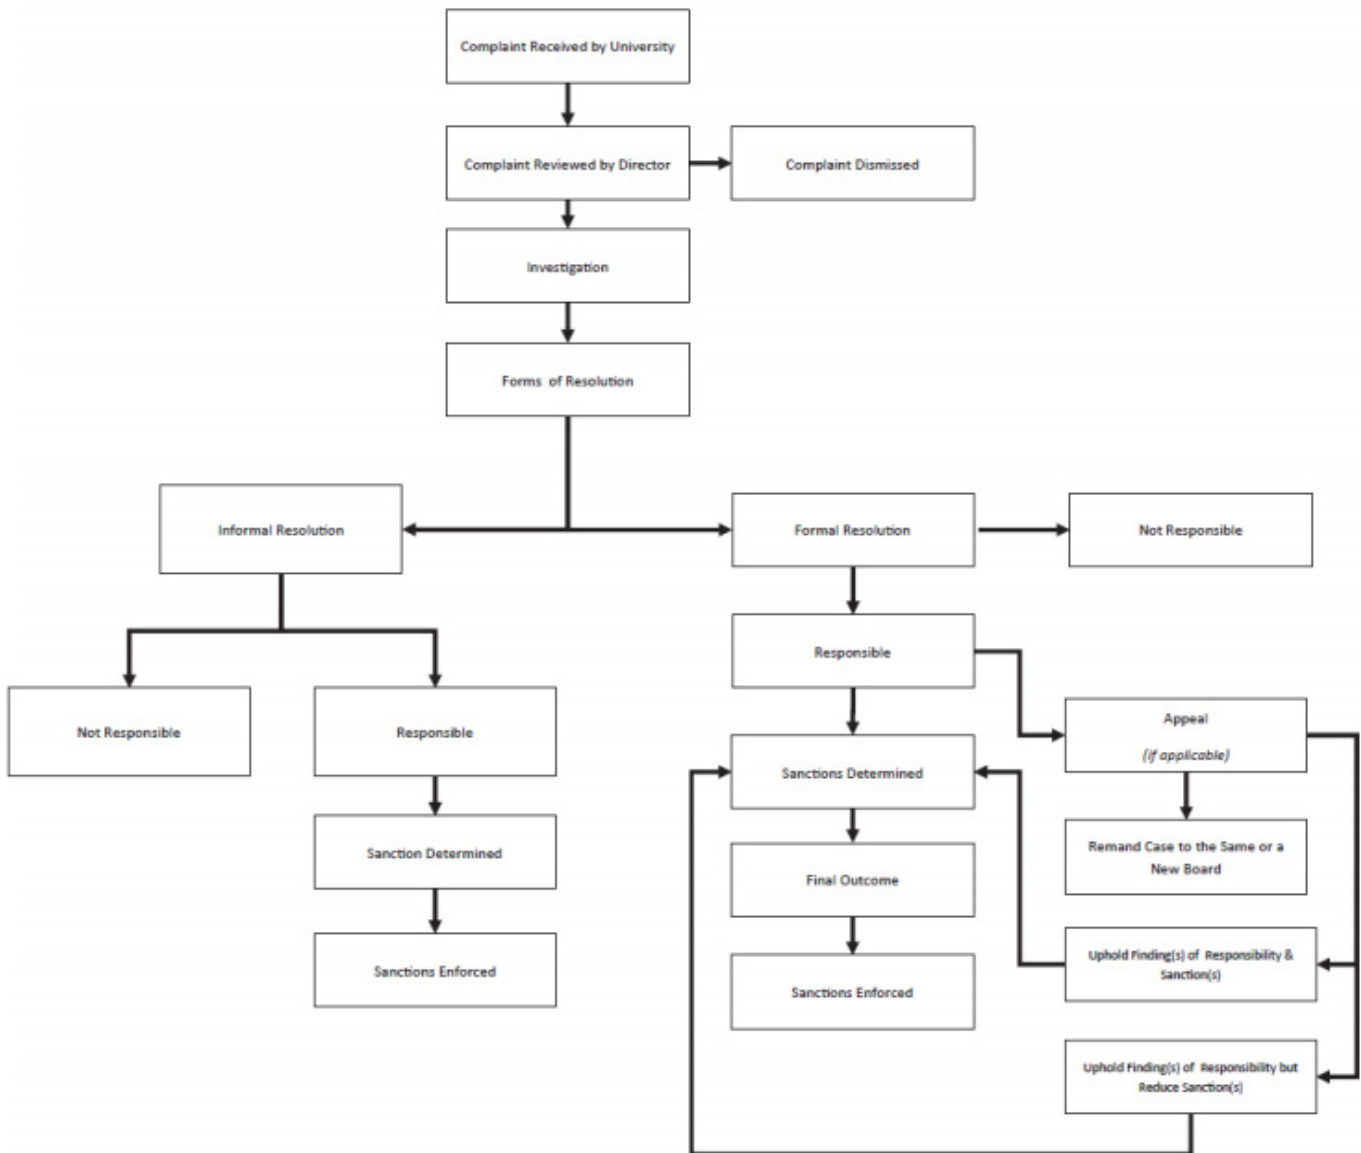 Complaint Received by University
Complaint Reviewed by Director
Complaint Dismissed
Investigation
Forms of Resolution
Informal Resolution
Formal Resolution
Not Responsible
Responsible
Not Responsible
Responsible
Appeal
(if applicable)
Sanctions Determined
Sanction Determined
Remand Case to the Same or a
New Board
Final Outcome
Sanctions Enforced
Uphold Finding(s) of Responsibility &
Sanction(s)
Sanctions Enforced
Uphold Finding(s) of Responsibility but
Reduce Sanction(s)